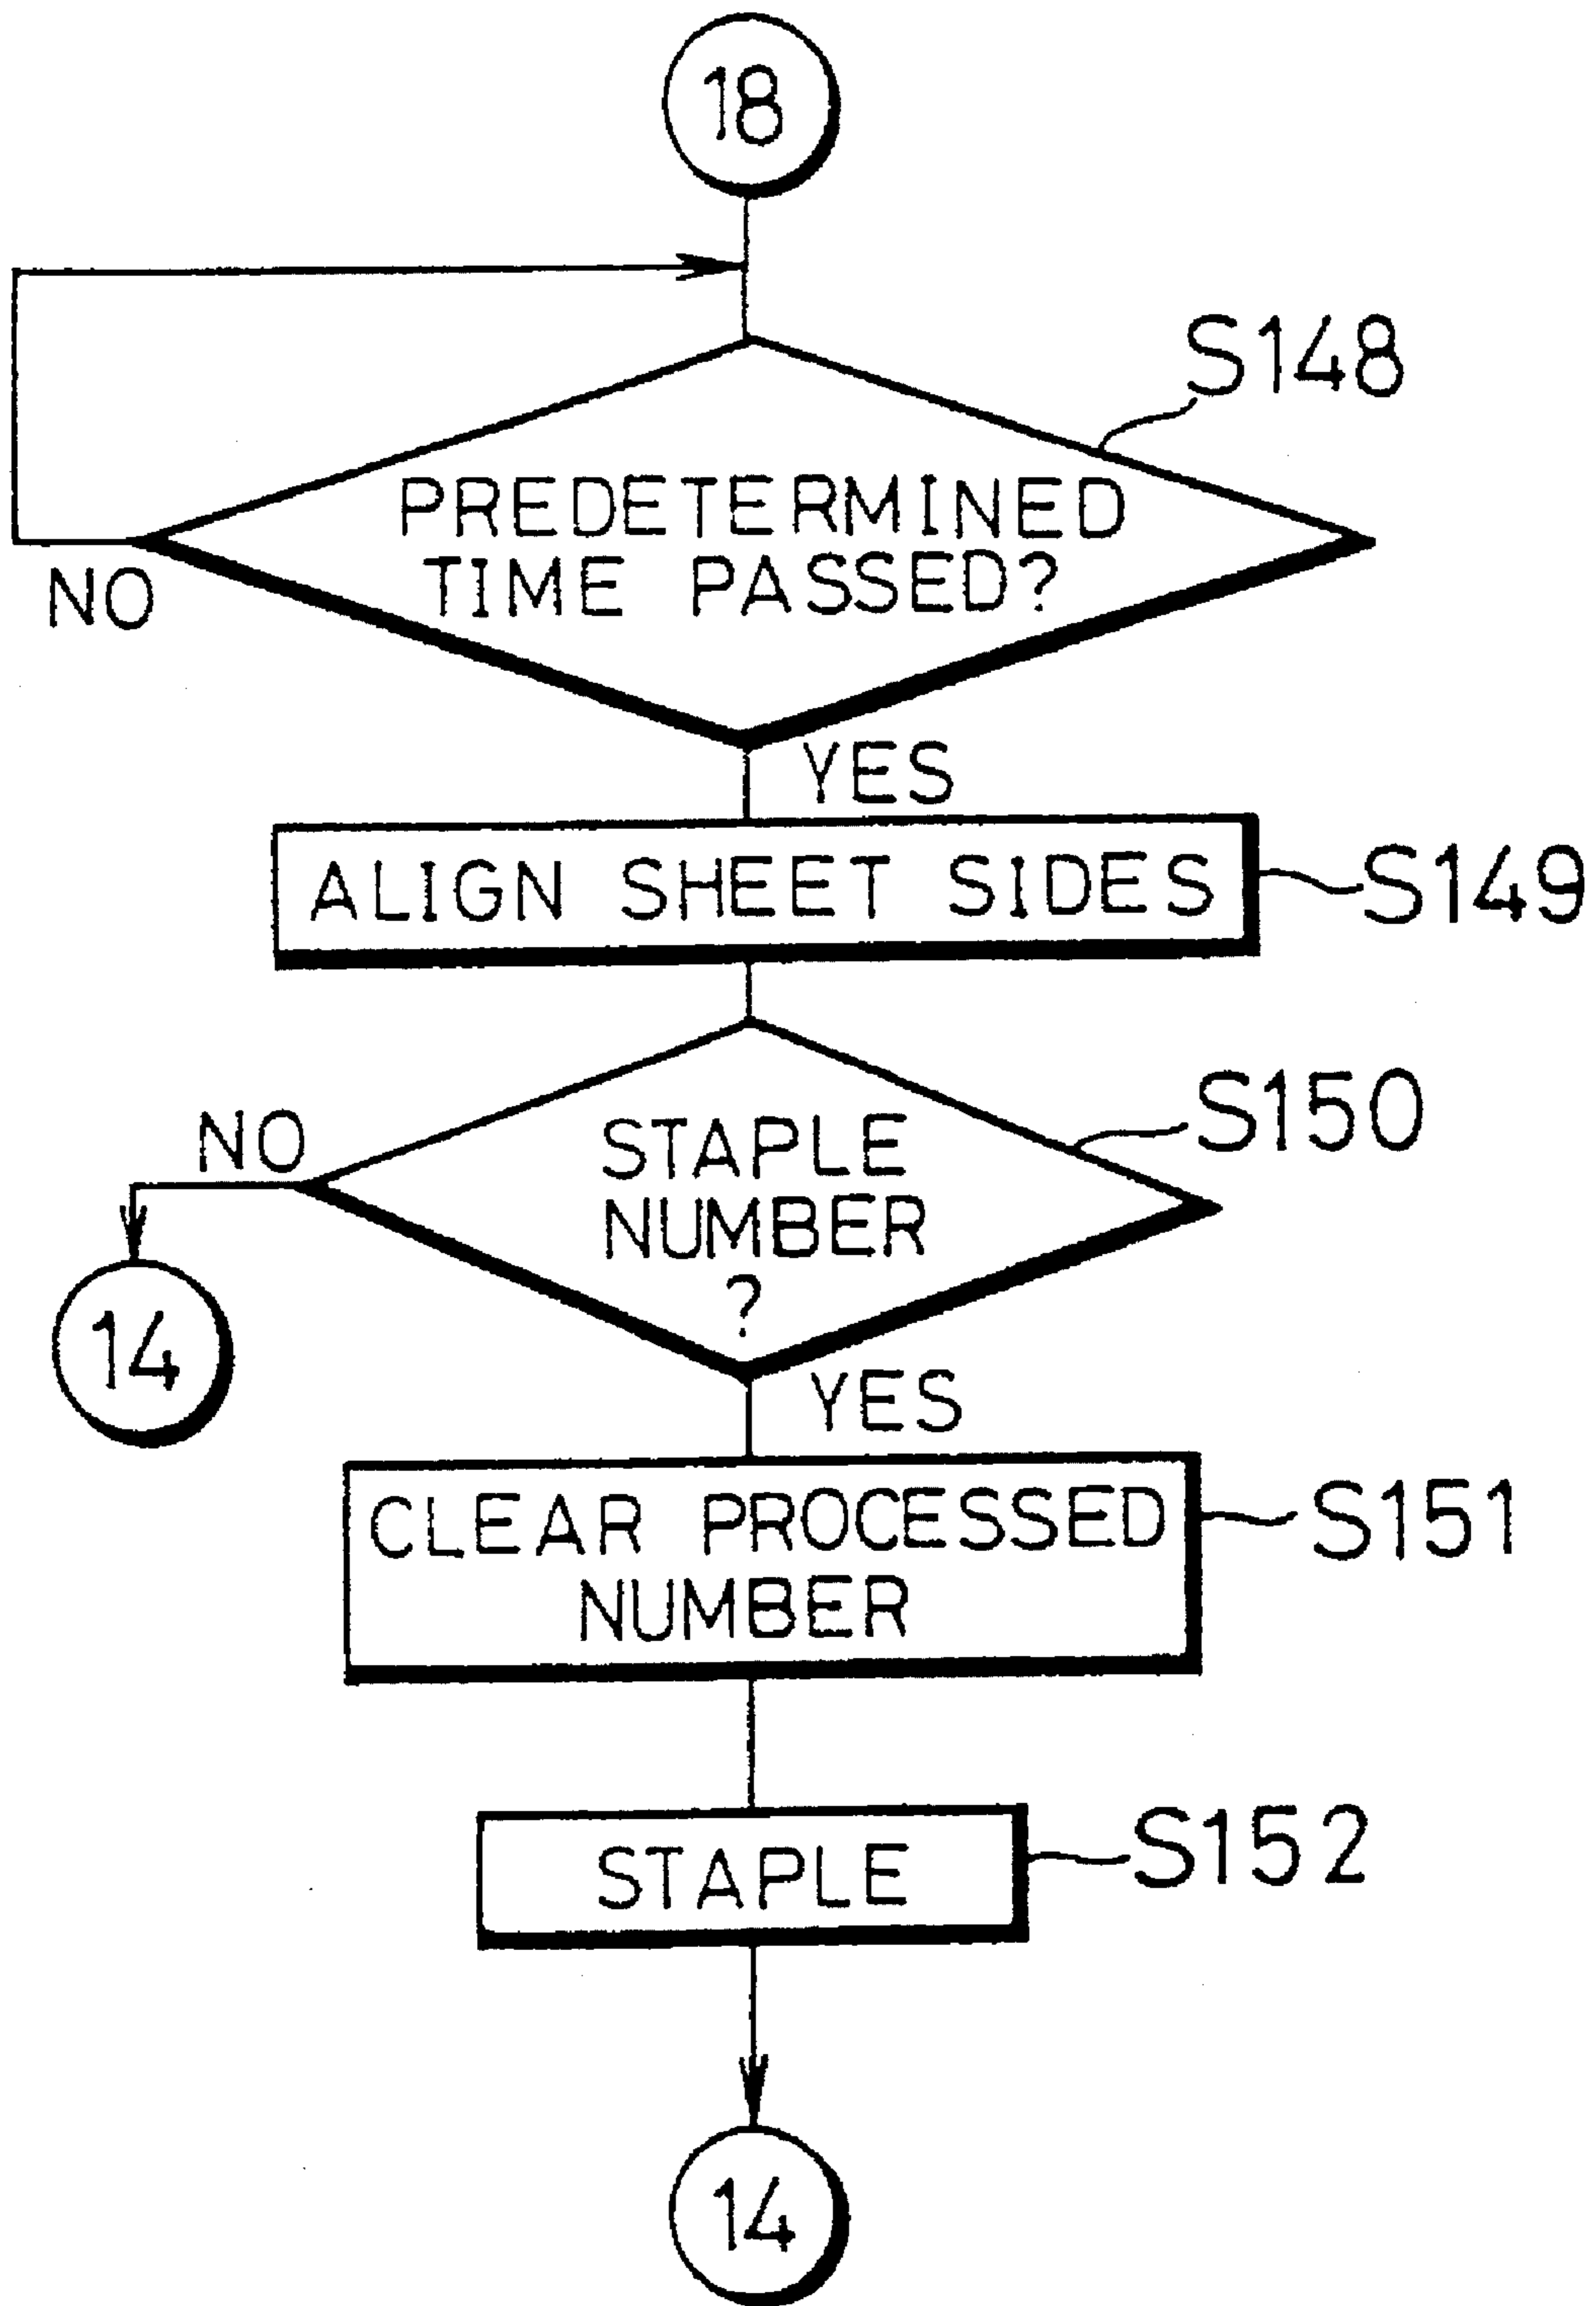 18
S148
PREDETERMINED
TIME PASSED?
NO
YES
ALIGN SHEET SIDES
S149
S150
NO
STAPLE
NUMBER
?
14
YES
CLEAR PROCESSED
NUMBER
S151
STAPLE
S152
14